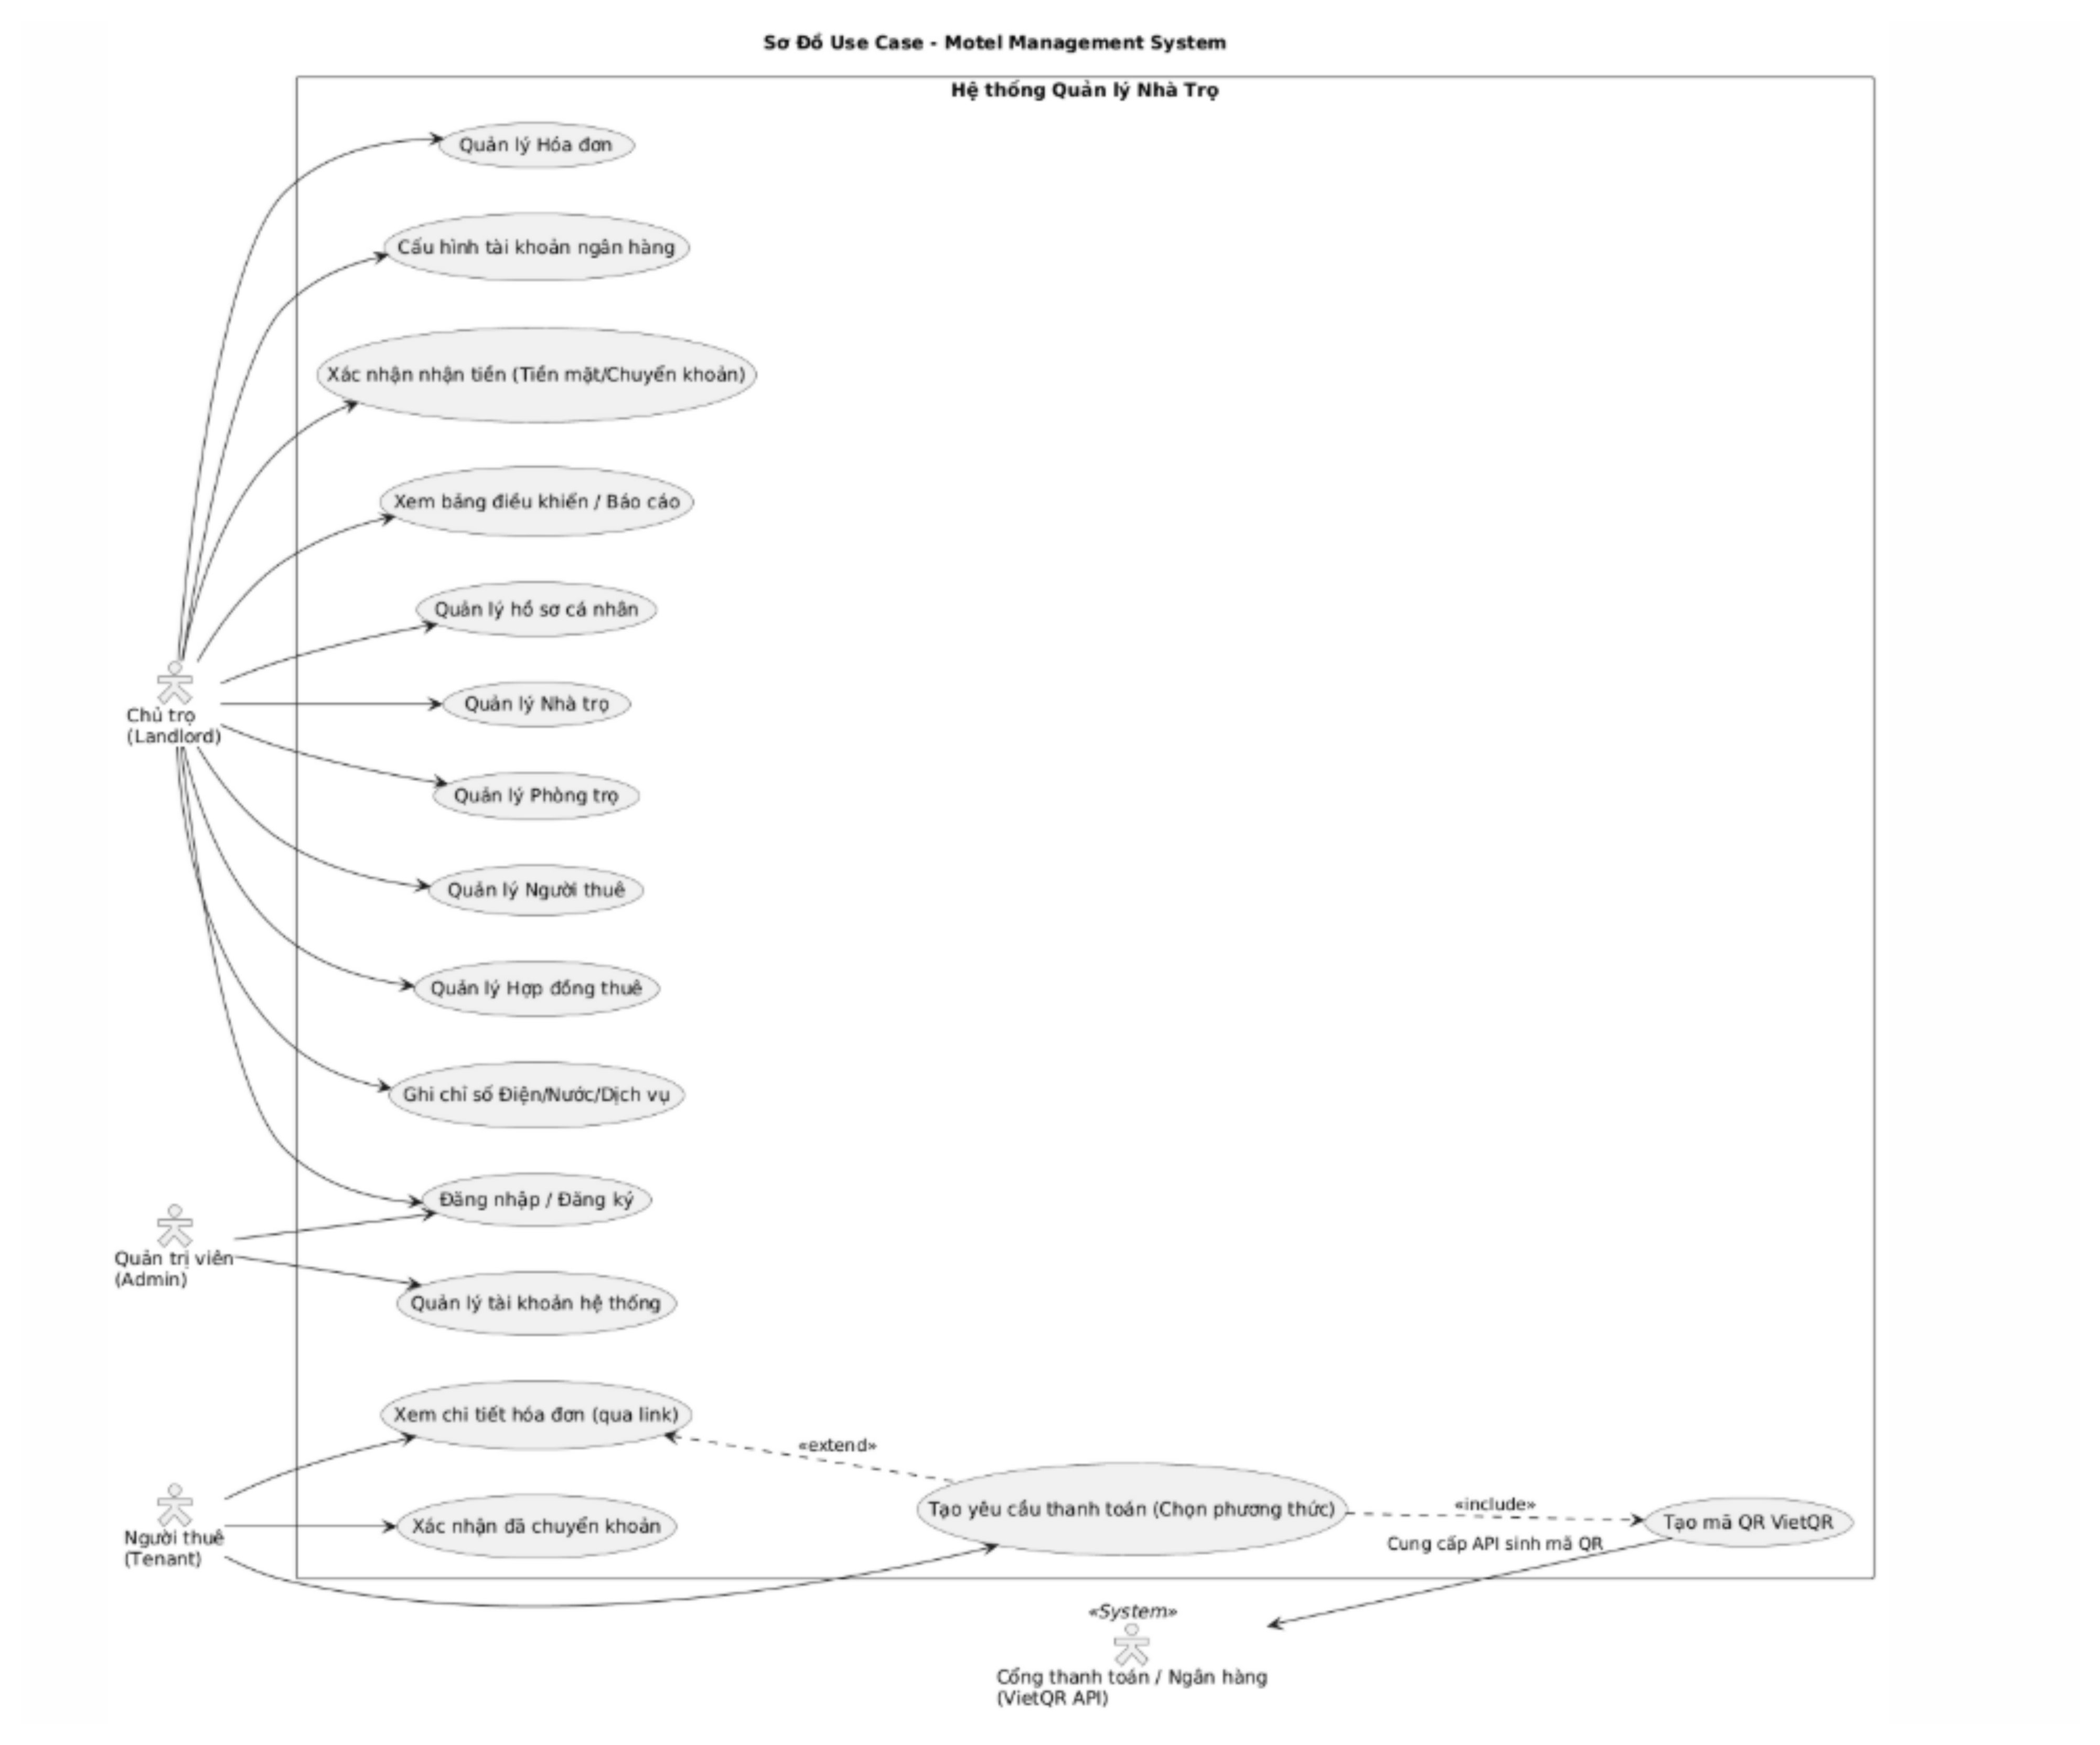 Sơ Đồ Use Case - Motel Management System
Hệ thống Quản lý Nhà Trọ
Quản lý Hóa đơn
Cấu hình tài khoản ngân hàng
Xác nhận nhận tiền (Tiền mặt/Chuyển khoản)
Xem bảng điều khiển / Báo cáo
Quản lý hồ sơ cá nhân
Quản lý Nhà trọ
Chủ trọ
(Landlord)
Quản lý Phòng trọ
Quản lý Người thuê
Quản lý Hợp đồng thuê
Ghi chỉ số Điện/Nước/Dịch vụ
Đăng nhập / Đăng ký
Quản trị viên
(Admin)
Quản lý tài khoản hệ thống
Xem chi tiết hóa đơn (qua link)
«extend»
Tạo yêu cầu thanh toán (Chọn phương thức)
«include»
Tạo mã QR VietQR
Xác nhận đã chuyển khoản
Người thuê
(Tenant)
Cung cấp API sinh mã QR
«System»
Cổng thanh toán / Ngân hàng
(VietQR API)